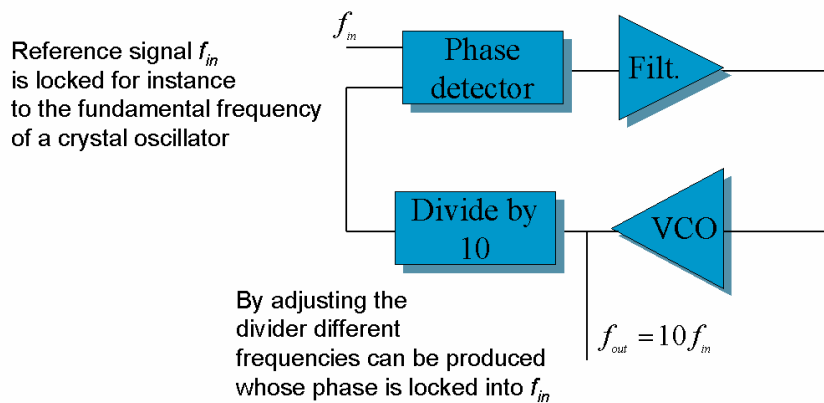 Reference signal f_in
is locked for instance
to the fundamental frequency
of a crystal oscillator
f_in
Phase
detector
Filt.
Divide by
10
VCO
By adjusting the
divider different
frequencies can be produced
whose phase is locked into f_in
f_out = 10 f_in